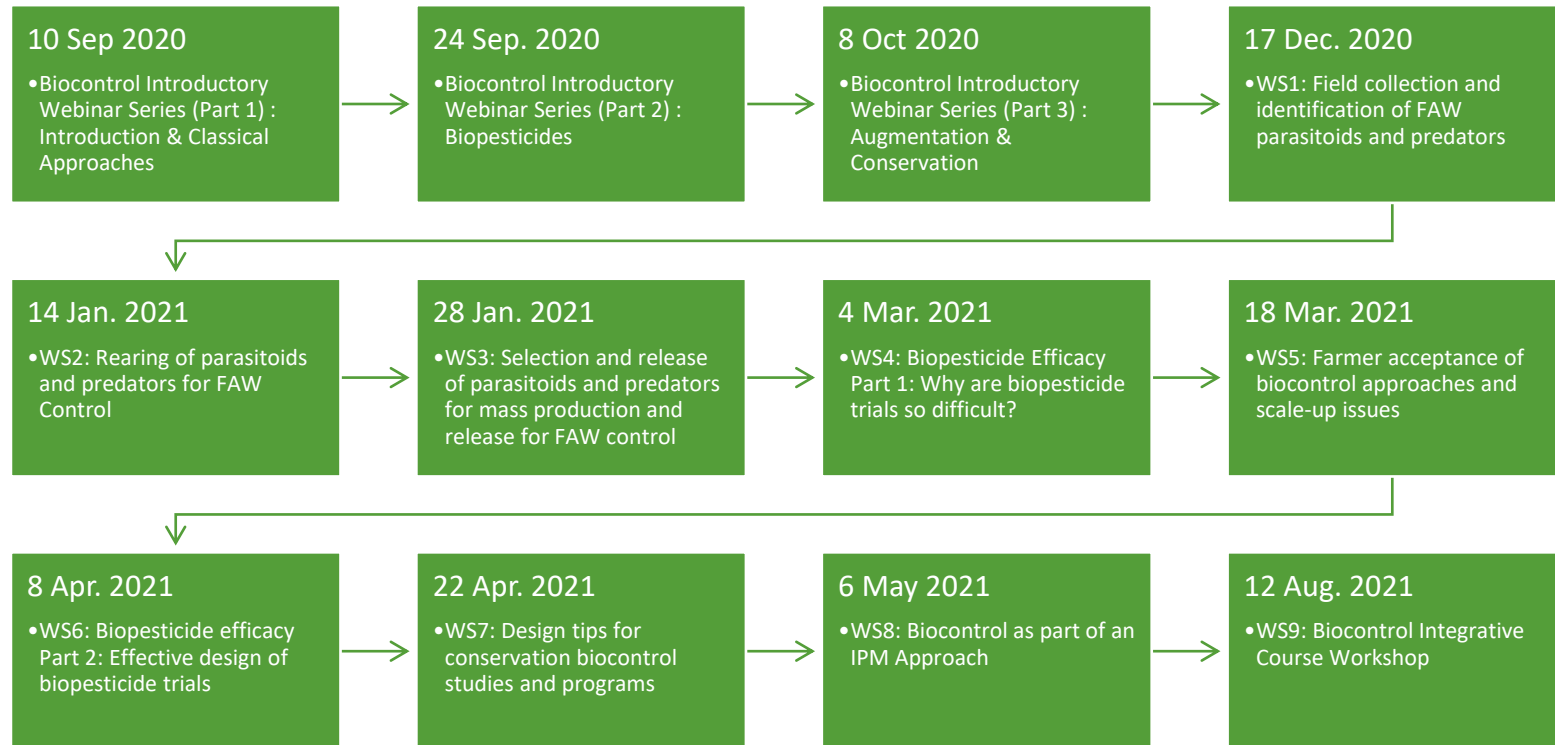 10 Sep 2020
•Biocontrol Introductory
Webinar Series (Part 1) :
Introduction & Classical
Approaches
24 Sep. 2020
•Biocontrol Introductory
Webinar Series (Part 2) :
Biopesticides
8 Oct 2020
•Biocontrol Introductory
Webinar Series (Part 3) :
Augmentation &
Conservation
17 Dec. 2020
•WS1: Field collection and
identification of FAW
parasitoids and predators
14 Jan. 2021
•WS2: Rearing of parasitoids
and predators for FAW
Control
28 Jan. 2021
•WS3: Selection and release
of parasitoids and predators
for mass production and
release for FAW control
4 Mar. 2021
•WS4: Biopesticide Efficacy
Part 1: Why are biopesticide
trials so difficult?
18 Mar. 2021
•WS5: Farmer acceptance of
biocontrol approaches and
scale-up issues
8 Apr. 2021
•WS6: Biopesticide efficacy
Part 2: Effective design of
biopesticide trials
22 Apr. 2021
•WS7: Design tips for
conservation biocontrol
studies and programs
6 May 2021
•WS8: Biocontrol as part of an
IPM Approach
12 Aug. 2021
•WS9: Biocontrol Integrative
Course Workshop